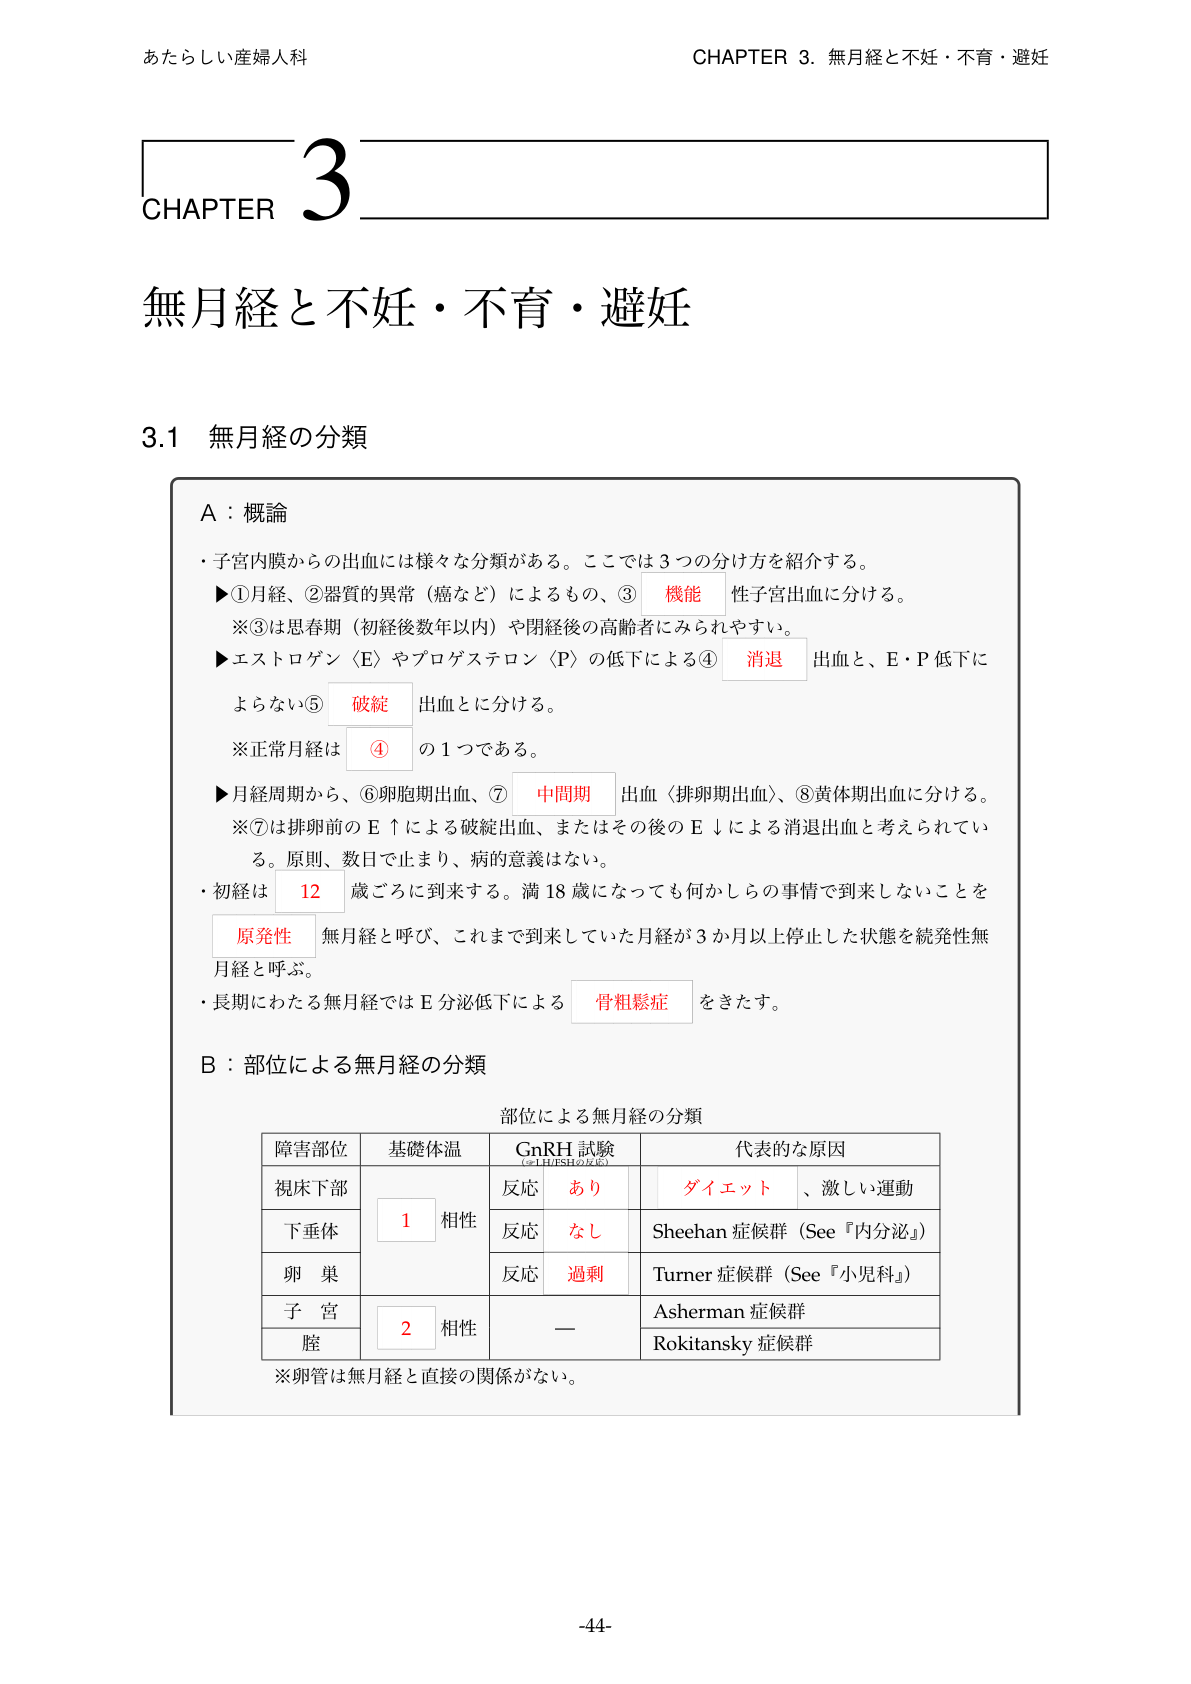 あたらしい産婦人科
CHAPTER 3. 無月経と不妊・不育・避妊
CHAPTER 3
無月経と不妊・不育・避妊
3.1 無月経の分類
A：概論
・子宮内膜からの出血には様々な分類がある。ここでは 3 つの分け方を紹介する。
▶①月経、②器質的異常（癌など）によるもの、③ 機能 性子宮出血に分ける。
※③は思春期（初経後数年以内）や閉経後の高齢者にみられやすい。
▶エストロゲン〈E〉やプロゲステロン〈P〉の低下による④ 消退 出血と、E・P 低下に
よらない⑤ 破綻 出血とに分ける。
※正常月経は ④ の 1 つである。
▶月経周期から、⑥卵胞期出血、⑦ 中間期 出血〈排卵期出血〉、⑧黄体期出血に分ける。
※⑦は排卵前の E ↑による破綻出血、またはその後の E ↓による消退出血と考えられてい
る。原則、数日で止まり、病的意義はない。
・初経は 12 歳ごろに到来する。満 18 歳になっても何かしらの事情で到来しないことを
原発性 無月経と呼び、これまで到来していた月経が 3 か月以上停止した状態を続発性無
月経と呼ぶ。
・長期にわたる無月経では E 分泌低下による 骨粗鬆症 をきたす。
B：部位による無月経の分類
部位による無月経の分類
障害部位 基礎体温 GnRH 試験 代表的な原因
(☞LH/FSHの反応)
視床下部 反応 あり ダイエット 、激しい運動
1 相性
下垂体 反応 なし Sheehan 症候群（See『内分泌』）
卵 巣 反応 過剰 Turner 症候群（See『小児科』）
子 宮 Asherman 症候群
2 相性 —
腟 Rokitansky 症候群
※卵管は無月経と直接の関係がない。
-44-